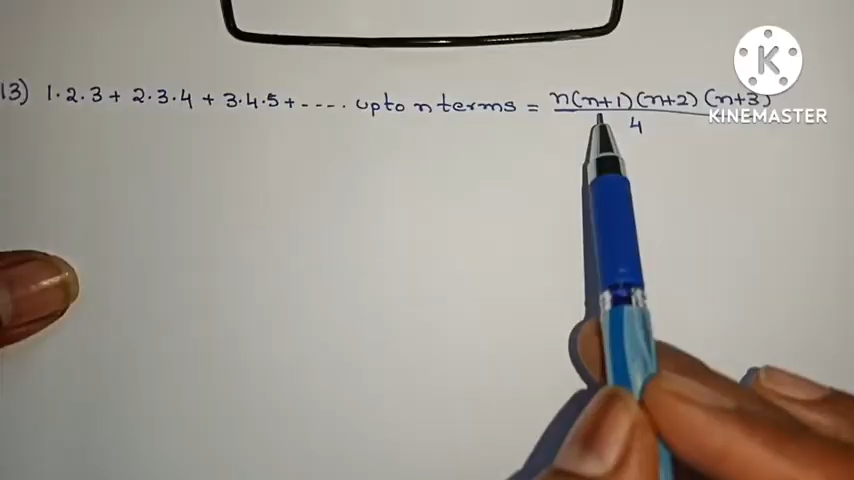 13) 1·2·3 + 2·3·4 + 3·4·5 + ---- upto n terms = n(n+1)(n+2)(n+3)
4
K
KINEMASTER